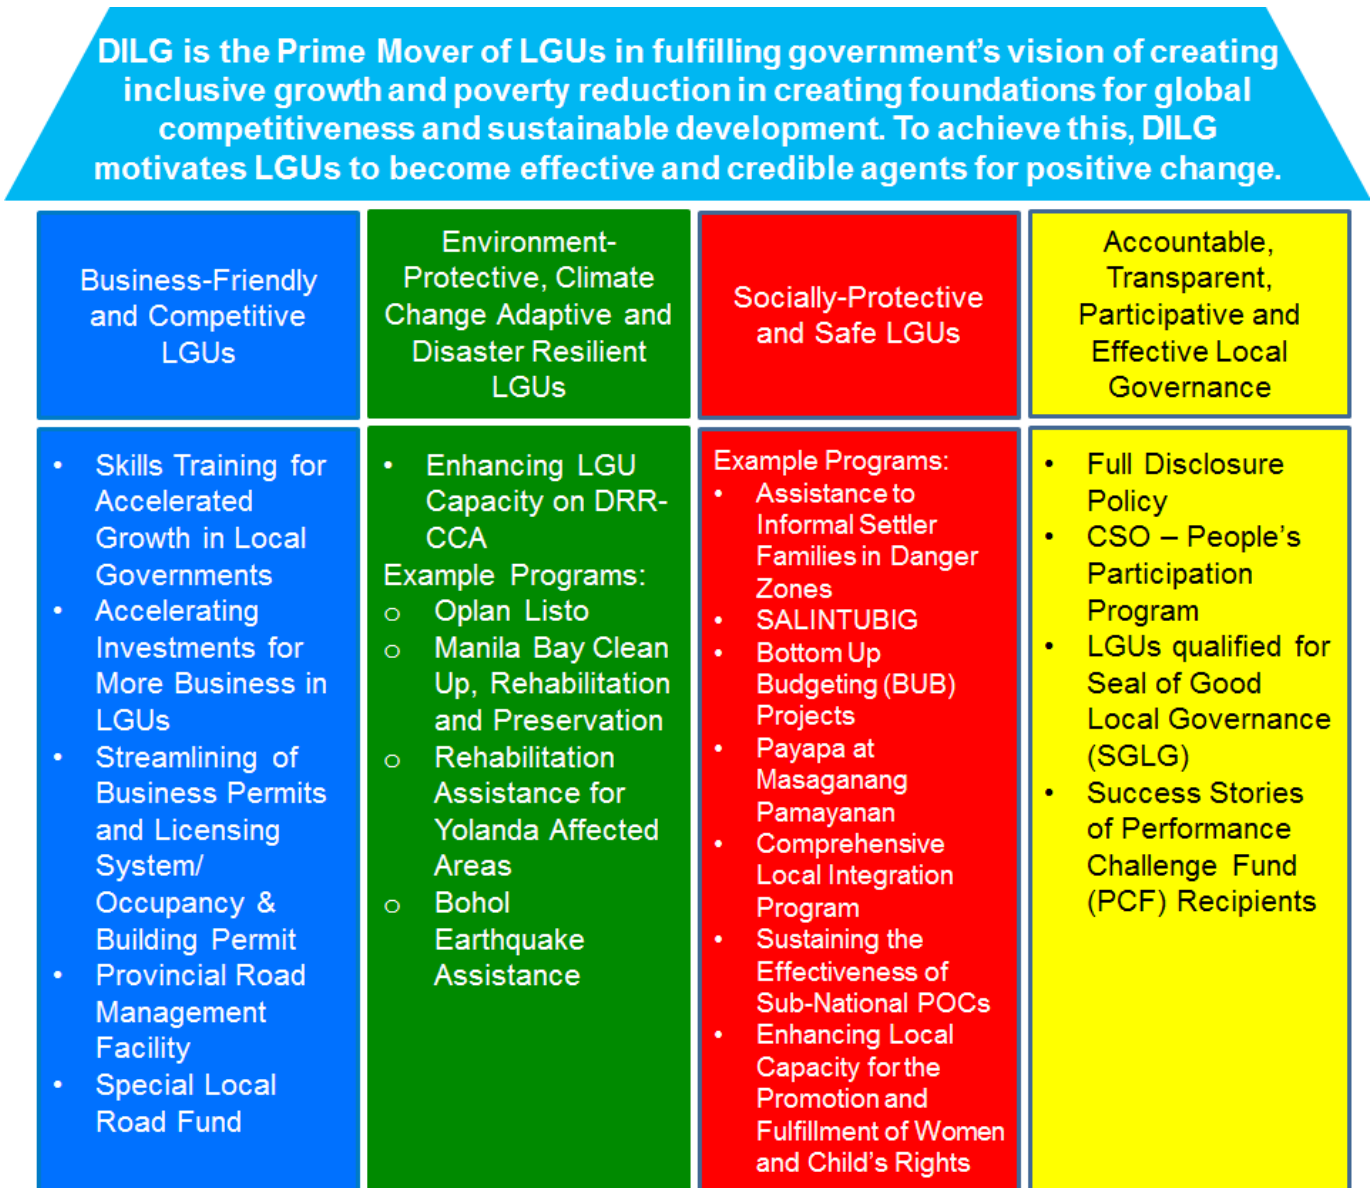 DILG is the Prime Mover of LGUs in fulfilling government’s vision of creating
inclusive growth and poverty reduction in creating foundations for global
competitiveness and sustainable development. To achieve this, DILG
motivates LGUs to become effective and credible agents for positive change.
Business-Friendly
and Competitive
LGUs
Environment-
Protective, Climate
Change Adaptive and
Disaster Resilient
LGUs
Socially-Protective
and Safe LGUs
Accountable,
Transparent,
Participative and
Effective Local
Governance
• Skills Training for
Accelerated
Growth in Local
Governments
• Accelerating
Investments for
More Business in
LGUs
• Streamlining of
Business Permits
and Licensing
System/
Occupancy &
Building Permit
• Provincial Road
Management
Facility
• Special Local
Road Fund
• Enhancing LGU
Capacity on DRR-
CCA
Example Programs:
o Oplan Listo
o Manila Bay Clean
Up, Rehabilitation
and Preservation
o Rehabilitation
Assistance for
Yolanda Affected
Areas
o Bohol
Earthquake
Assistance
Example Programs:
• Assistance to
Informal Settler
Families in Danger
Zones
• SALINTUBIG
• Bottom Up
Budgeting (BUB)
Projects
• Payapa at
Masaganang
Pamayanan
• Comprehensive
Local Integration
Program
• Sustaining the
Effectiveness of
Sub-National POCs
• Enhancing Local
Capacity for the
Promotion and
Fulfillment of Women
and Child’s Rights
• Full Disclosure
Policy
• CSO – People’s
Participation
Program
• LGUs qualified for
Seal of Good
Local Governance
(SGLG)
• Success Stories
of Performance
Challenge Fund
(PCF) Recipients